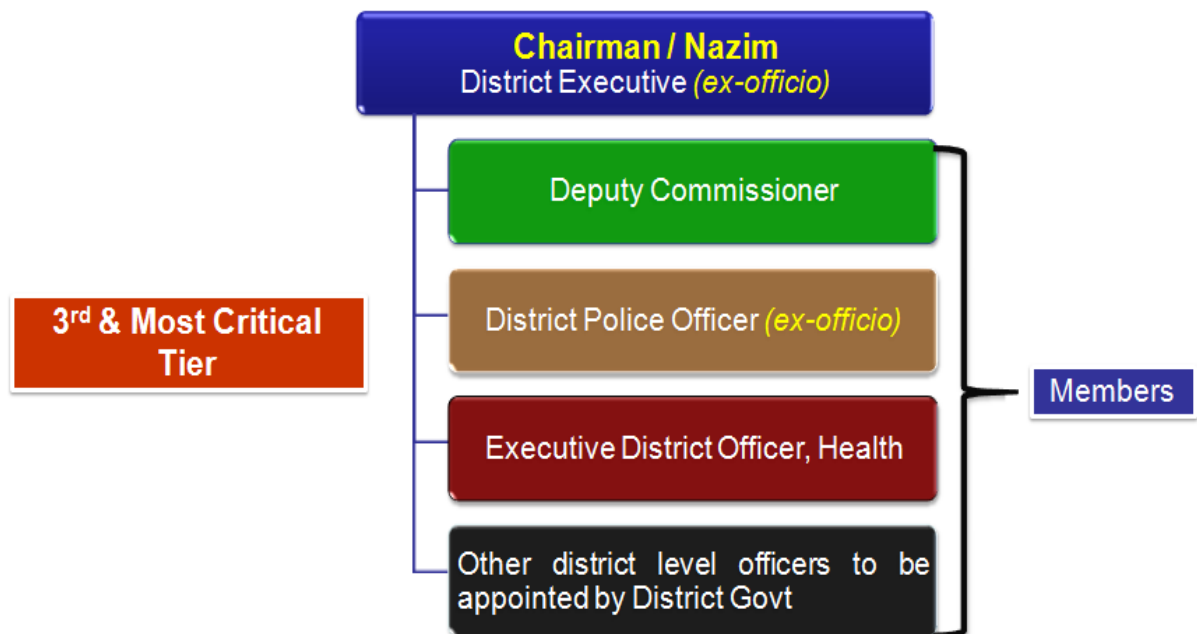 Chairman / Nazim
District Executive (ex-officio)
Deputy Commissioner
District Police Officer (ex-officio)
3rd & Most Critical
Tier
Members
Executive District Officer, Health
Other district level officers to be
appointed by District Govt